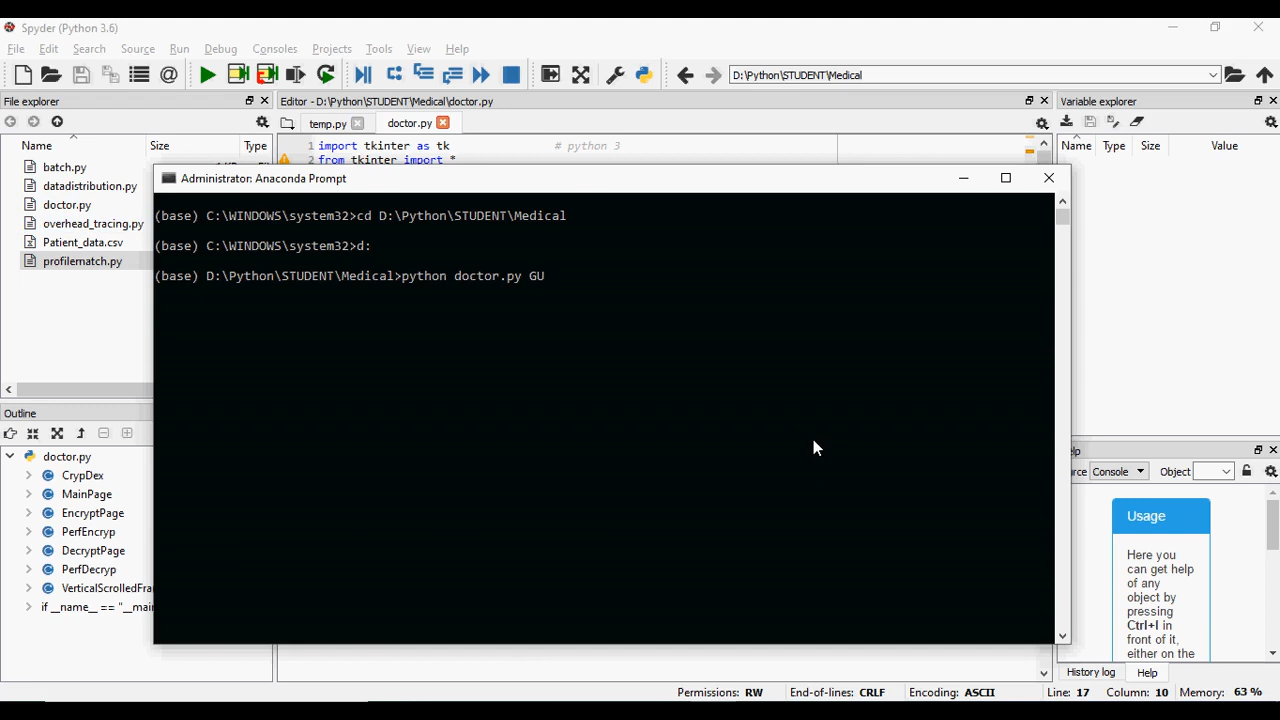 Spyder (Python 3.6)
File Edit Search Source Run Debug Consoles Projects Tools View Help
D:\Python\STUDENT\Medical
File explorer
Editor - D:\Python\STUDENT\Medical\doctor.py
Variable explorer
temp.py
doctor.py
Name Size Type
Name Type Size Value
1 import tkinter as tk # python 3
2 from tkinter import *
batch.py
datadistribution.py
doctor.py
overhead_tracing.py
Patient_data.csv
profilematch.py
Administrator: Anaconda Prompt
(base) C:\WINDOWS\system32>cd D:\Python\STUDENT\Medical
(base) C:\WINDOWS\system32>d:
(base) D:\Python\STUDENT\Medical>python doctor.py GU
Outline
doctor.py
CrypDex
MainPage
EncryptPage
PerfEncryp
DecryptPage
PerfDecryp
VerticalScrolledFra
if __name__ == "__mai
elp
rce Console Object
Usage
Here you
can get help
of any
object by
pressing
Ctrl+I in
front of it,
either on the
History log Help
Permissions: RW End-of-lines: CRLF Encoding: ASCII Line: 17 Column: 10 Memory: 63 %